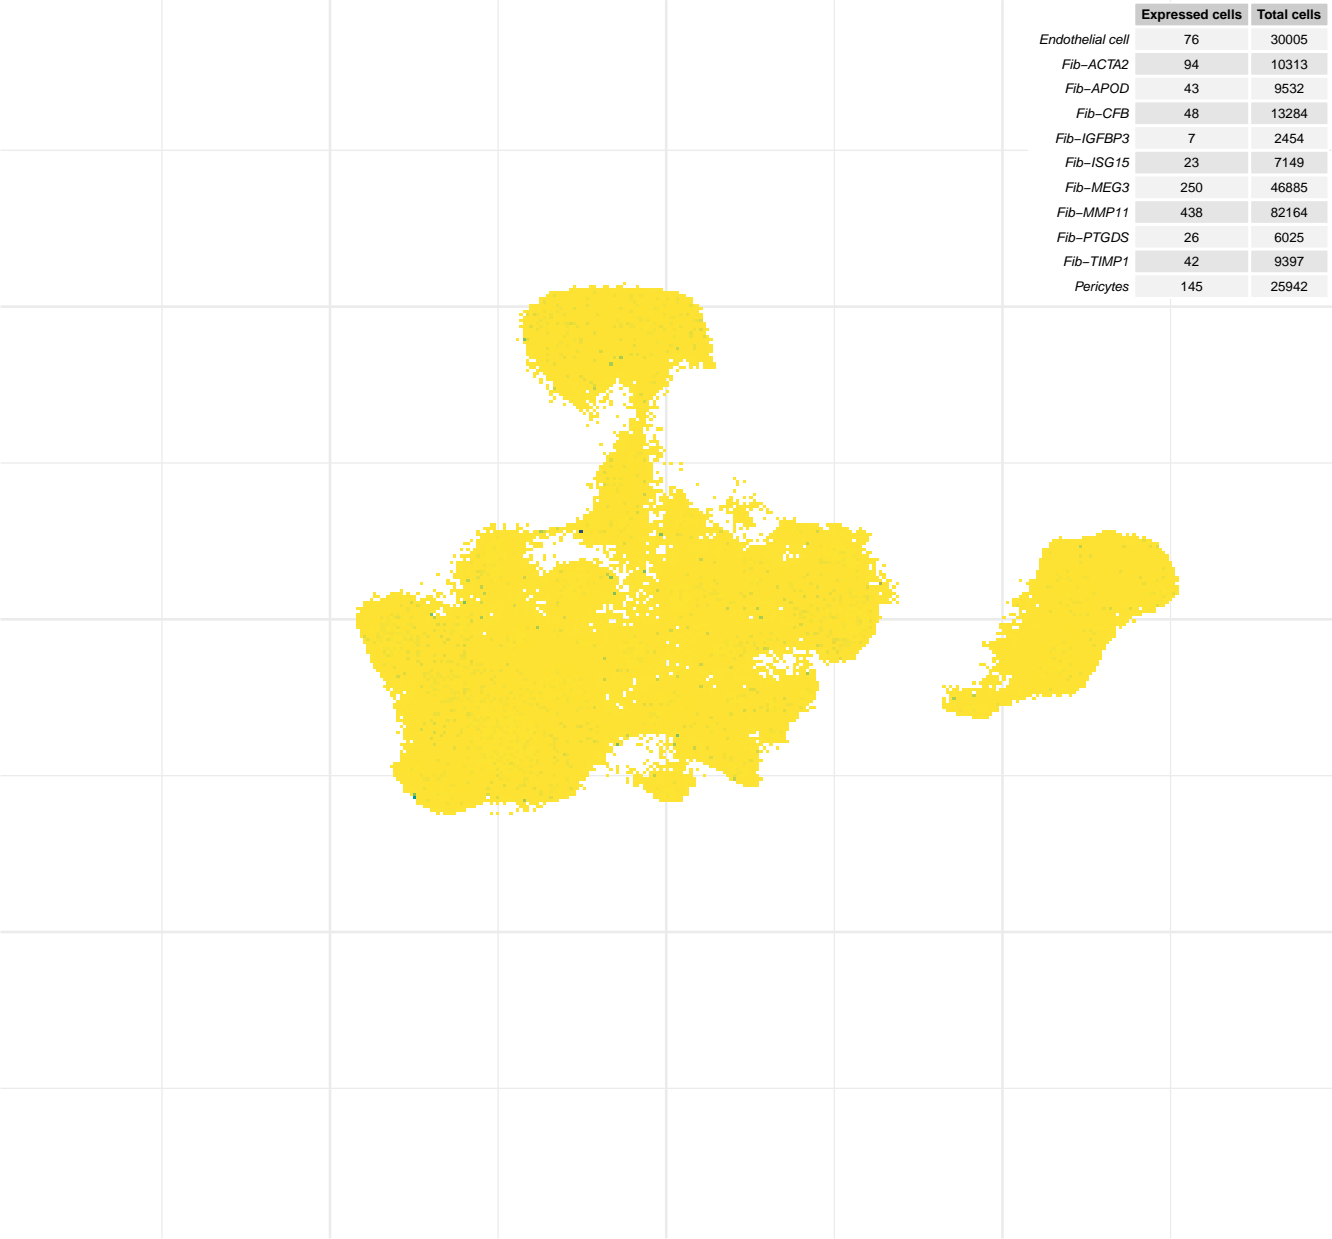 Expressed cells Total cells
Endothelial cell 76 30005
Fib−ACTA2 94 10313
Fib−APOD 43 9532
Fib−CFB 48 13284
Fib−IGFBP3 7 2454
Fib−ISG15 23 7149
Fib−MEG3 250 46885
Fib−MMP11 438 82164
Fib−PTGDS 26 6025
Fib−TIMP1 42 9397
Pericytes 145 25942